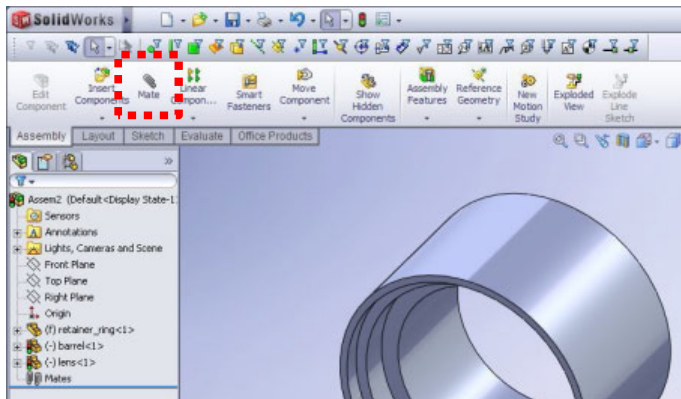 SolidWorks
Edit Component
Insert Components
Mate
Linear Compon...
Smart Fasteners
Move Component
Show Hidden Components
Assembly Features
Reference Geometry
New Motion Study
Exploded View
Explode Line Sketch
Assembly Layout Sketch Evaluate Office Products
»
Assem2 (Default<Display State-1
Sensors
Annotations
Lights, Cameras and Scene
Front Plane
Top Plane
Right Plane
Origin
(f) retainer_ring<1>
(-) barrel<1>
(-) lens<1>
Mates